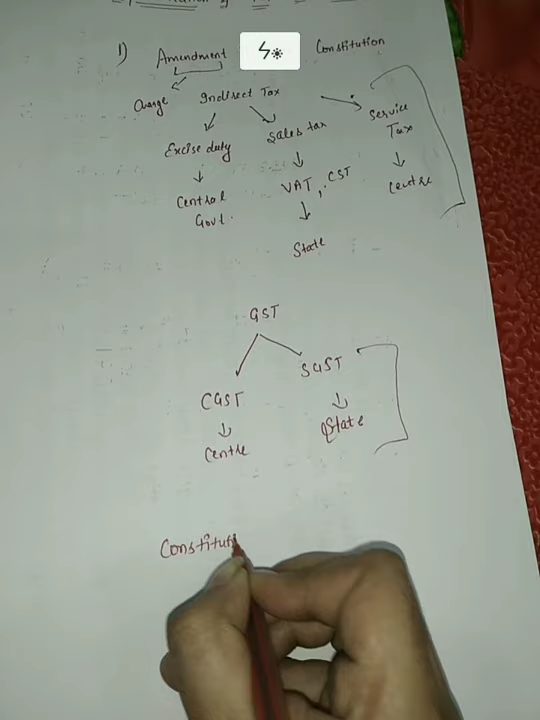 1) Amendment Constitution
Change Indirect Tax
Excise duty Sales tax Service Tax
Central Govt. VAT, CST Centre
State
GST
CGST SGST
Centre State
Constituti